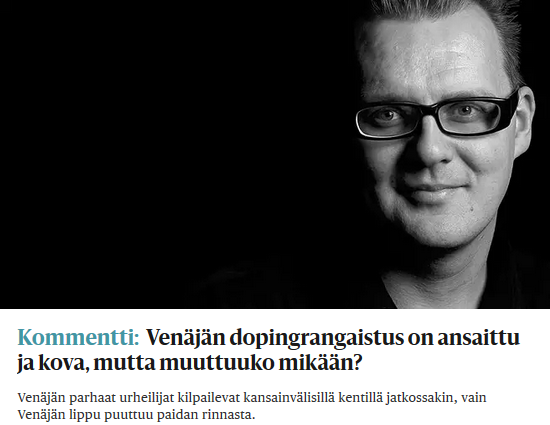 Kommentti: Venäjän dopingrangaistus on ansaittu
ja kova, mutta muuttuuko mikään?
Venäjän parhaat urheilijat kilpailevat kansainvälisillä kentillä jatkossakin, vain
Venäjän lippu puuttuu paidan rinnasta.